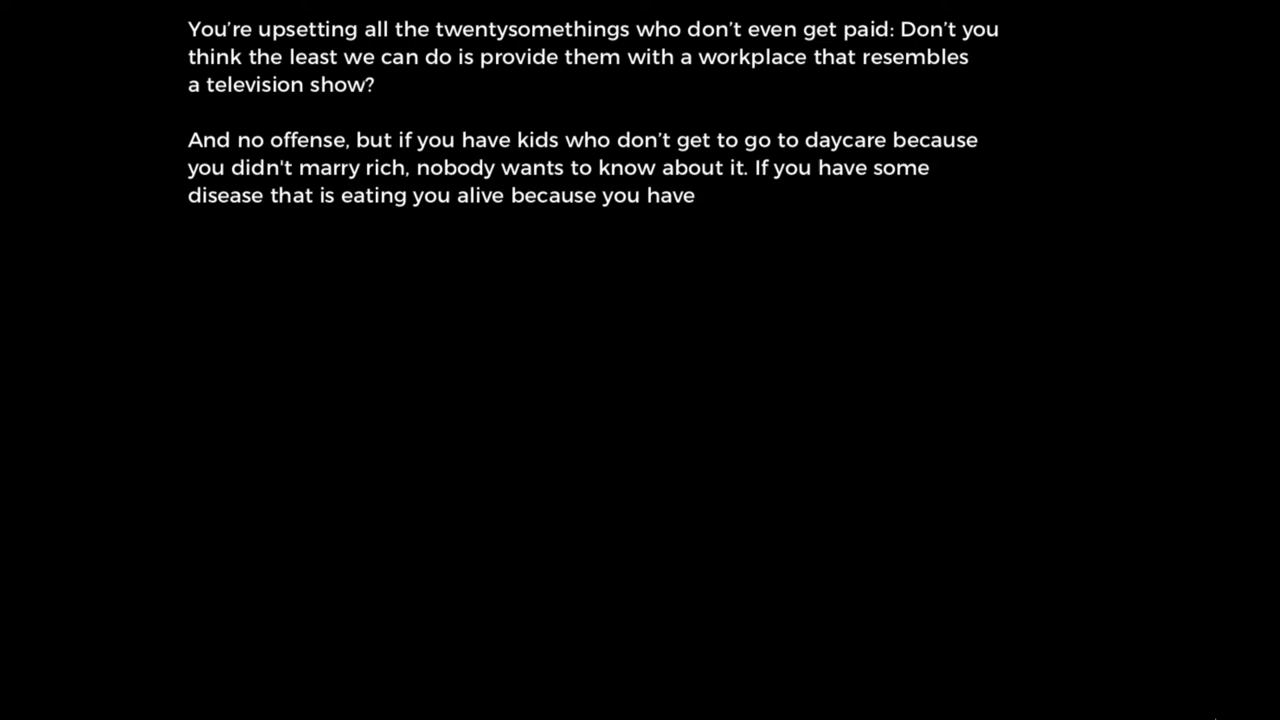 You’re upsetting all the twentysomethings who don’t even get paid: Don’t you
think the least we can do is provide them with a workplace that resembles
a television show?
And no offense, but if you have kids who don’t get to go to daycare because
you didn't marry rich, nobody wants to know about it. If you have some
disease that is eating you alive because you have